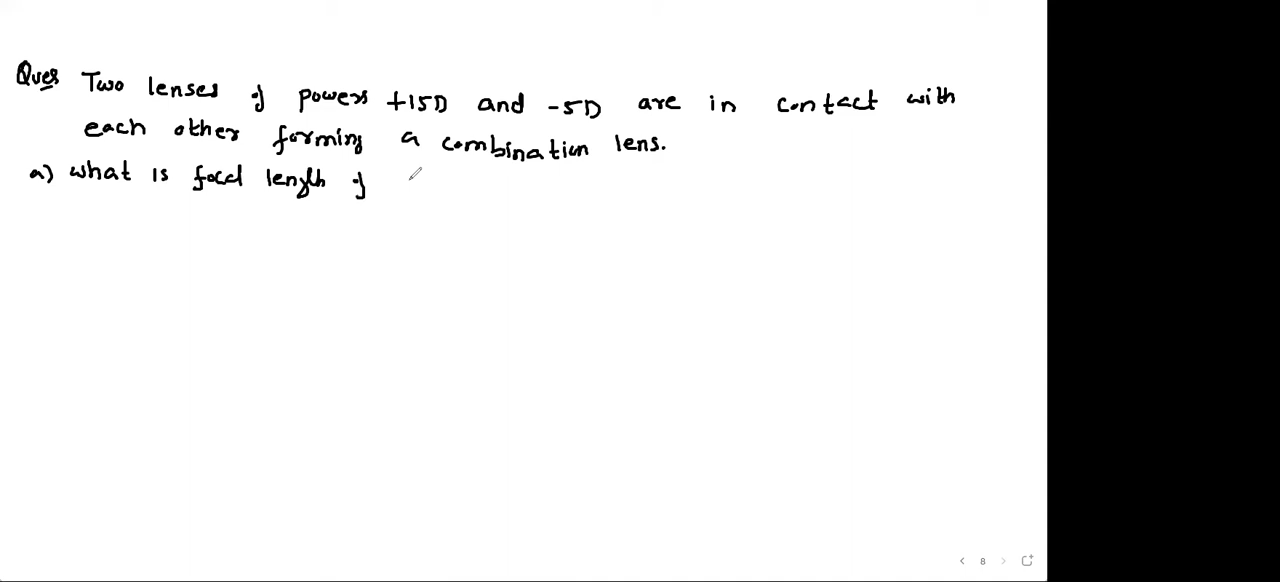 Ques Two lenses of powers +15D and -5D are in contact with
each other forming a combination lens.
a) what is focal length of
8